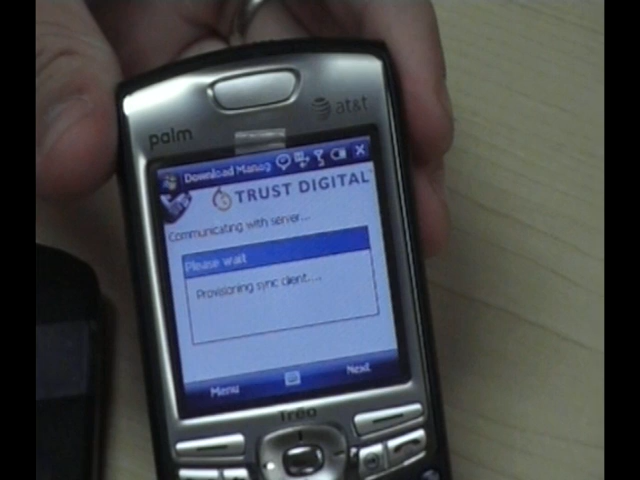 palm
at&t
Download Manag
TRUST DIGITAL
Communicating with server...
Please wait
Provisioning sync client....
Menu
Next
Treo